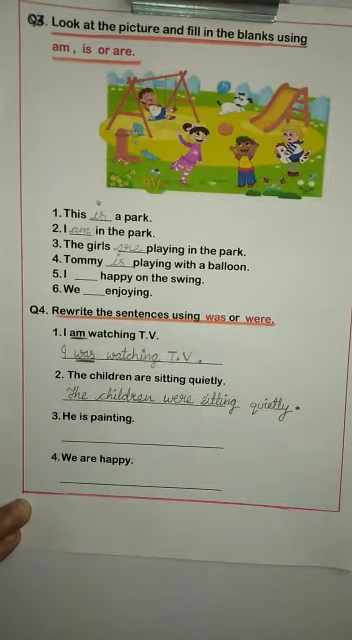 Q3. Look at the picture and fill in the blanks using
am , is or are.
1. This is a park.
2. I am in the park.
3. The girls are playing in the park.
4. Tommy is playing with a balloon.
5. I ____ happy on the swing.
6. We ____ enjoying.
Q4. Rewrite the sentences using was or were.
1. I am watching T.V.
I was watching T.V.
2. The children are sitting quietly.
The children were sitting quietly.
3. He is painting.
4. We are happy.